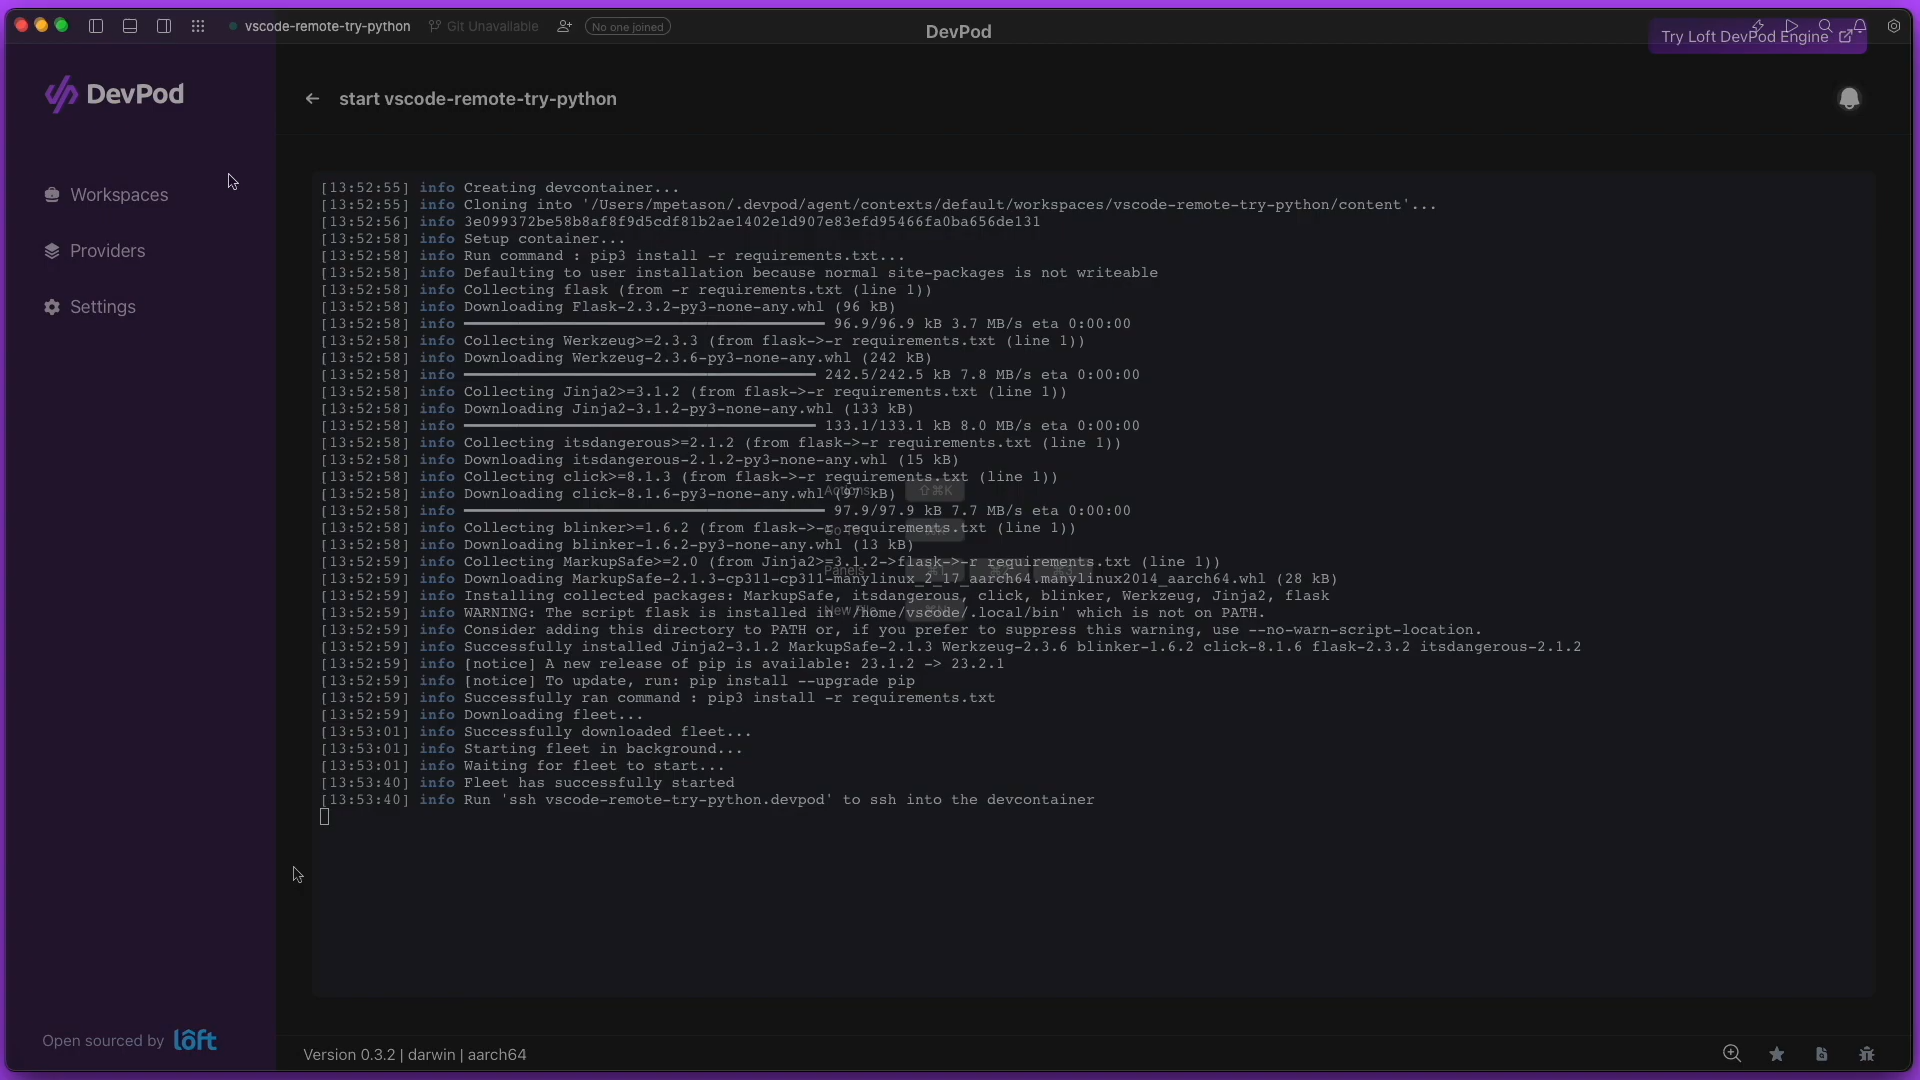 vscode-remote-try-python Git Unavailable No one joined
DevPod
Try Loft DevPod Engine
DevPod
start vscode-remote-try-python
Workspaces
Providers
Settings
[13:52:55] info Creating devcontainer...
[13:52:55] info Cloning into '/Users/mpetason/.devpod/agent/contexts/default/workspaces/vscode-remote-try-python/content'...
[13:52:56] info 3e099372be58b8af8f9d5cdf81b2ae1402e1d907e83efd95466fa0ba656de131
[13:52:58] info Setup container...
[13:52:58] info Run command : pip3 install -r requirements.txt...
[13:52:58] info Defaulting to user installation because normal site-packages is not writeable
[13:52:58] info Collecting flask (from -r requirements.txt (line 1))
[13:52:58] info Downloading Flask-2.3.2-py3-none-any.whl (96 kB)
[13:52:58] info 96.9/96.9 kB 3.7 MB/s eta 0:00:00
[13:52:58] info Collecting Werkzeug>=2.3.3 (from flask->-r requirements.txt (line 1))
[13:52:58] info Downloading Werkzeug-2.3.6-py3-none-any.whl (242 kB)
[13:52:58] info 242.5/242.5 kB 7.8 MB/s eta 0:00:00
[13:52:58] info Collecting Jinja2>=3.1.2 (from flask->-r requirements.txt (line 1))
[13:52:58] info Downloading Jinja2-3.1.2-py3-none-any.whl (133 kB)
[13:52:58] info 133.1/133.1 kB 8.0 MB/s eta 0:00:00
[13:52:58] info Collecting itsdangerous>=2.1.2 (from flask->-r requirements.txt (line 1))
[13:52:58] info Downloading itsdangerous-2.1.2-py3-none-any.whl (15 kB)
[13:52:58] info Collecting click>=8.1.3 (from flask->-r requirements.txt (line 1))
[13:52:58] info Downloading click-8.1.6-py3-none-any.whl (97 kB)
Actions ⇧⌘K
[13:52:58] info 97.9/97.9 kB 7.7 MB/s eta 0:00:00
[13:52:58] info Collecting blinker>=1.6.2 (from flask->-r requirements.txt (line 1))
[13:52:58] info Downloading blinker-1.6.2-py3-none-any.whl (13 kB)
[13:52:59] info Collecting MarkupSafe>=2.0 (from Jinja2>=3.1.2->flask->-r requirements.txt (line 1))
Panels
[13:52:59] info Downloading MarkupSafe-2.1.3-cp311-cp311-manylinux_2_17_aarch64.manylinux2014_aarch64.whl (28 kB)
[13:52:59] info Installing collected packages: MarkupSafe, itsdangerous, click, blinker, Werkzeug, Jinja2, flask
[13:52:59] info WARNING: The script flask is installed in '/home/vscode/.local/bin' which is not on PATH.
New File
[13:52:59] info Consider adding this directory to PATH or, if you prefer to suppress this warning, use --no-warn-script-location.
[13:52:59] info Successfully installed Jinja2-3.1.2 MarkupSafe-2.1.3 Werkzeug-2.3.6 blinker-1.6.2 click-8.1.6 flask-2.3.2 itsdangerous-2.1.2
[13:52:59] info [notice] A new release of pip is available: 23.1.2 -> 23.2.1
[13:52:59] info [notice] To update, run: pip install --upgrade pip
[13:52:59] info Successfully ran command : pip3 install -r requirements.txt
[13:52:59] info Downloading fleet...
[13:53:01] info Successfully downloaded fleet...
[13:53:01] info Starting fleet in background...
[13:53:01] info Waiting for fleet to start...
[13:53:40] info Fleet has successfully started
[13:53:40] info Run 'ssh vscode-remote-try-python.devpod' to ssh into the devcontainer
Open sourced by loft
Version 0.3.2 | darwin | aarch64